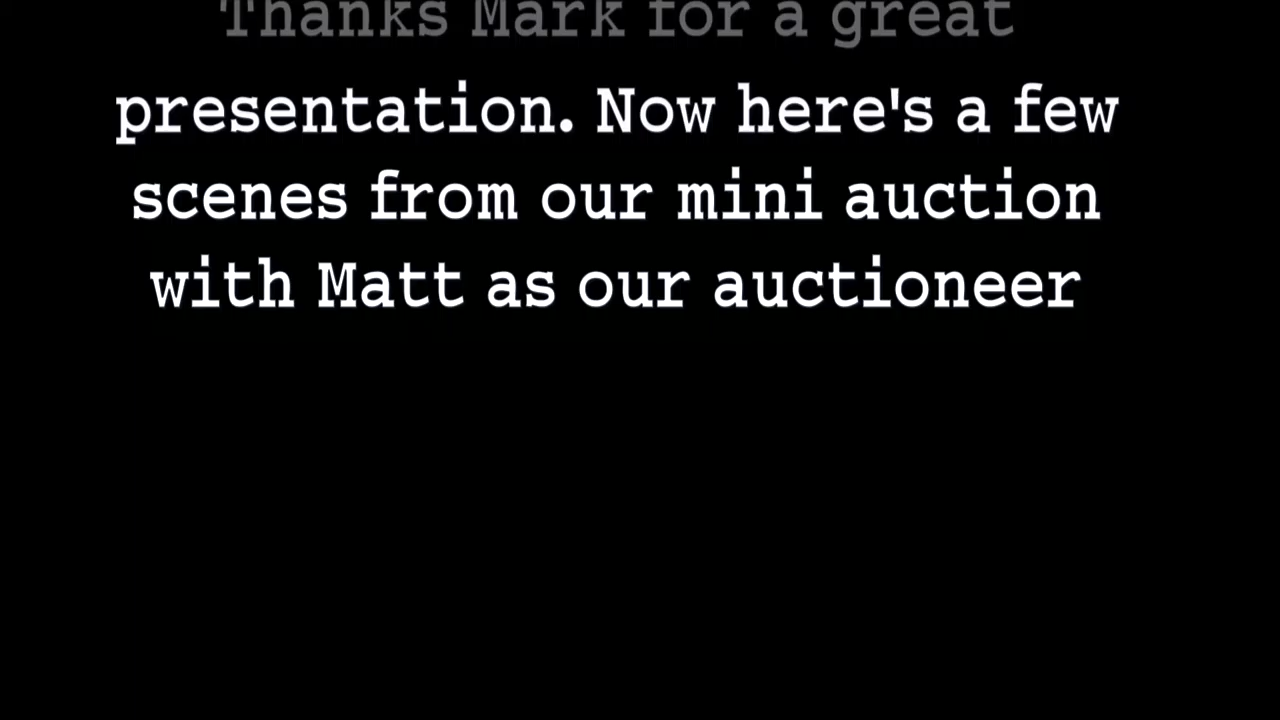 Thanks Mark for a great
presentation. Now here's a few
scenes from our mini auction
with Matt as our auctioneer